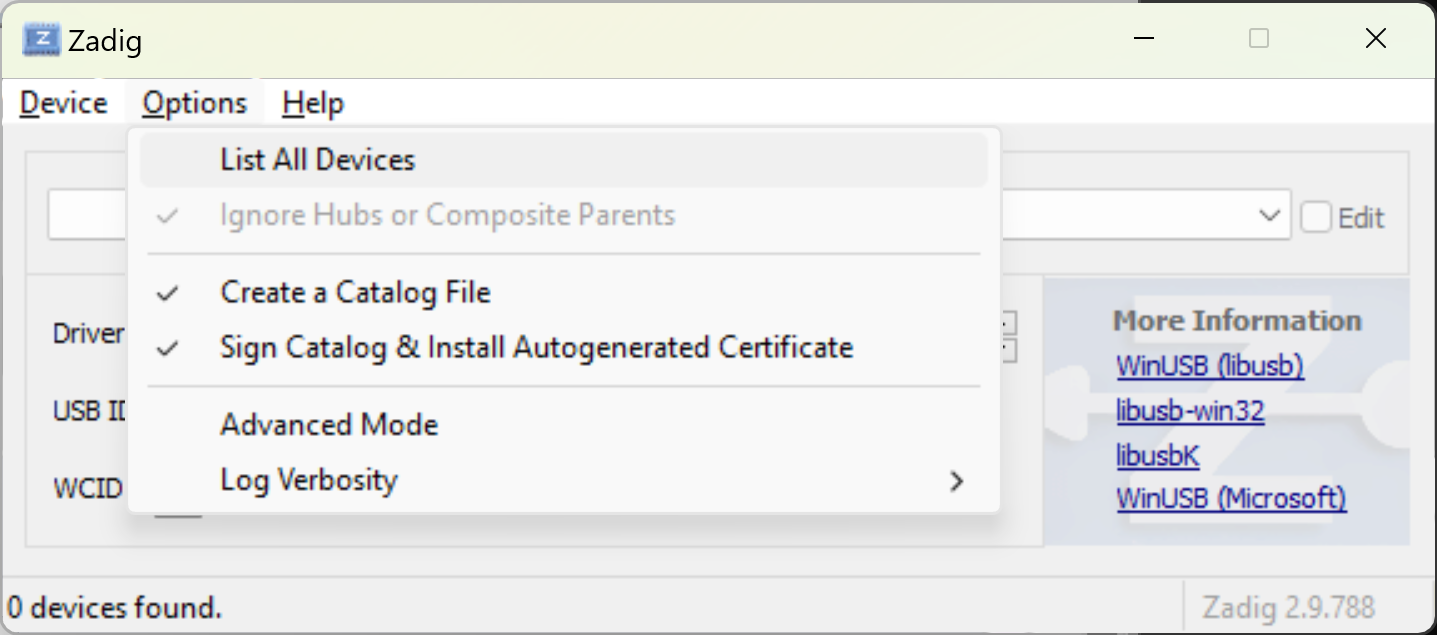 Zadig
Device Options Help
List All Devices
Ignore Hubs or Composite Parents
Edit
Create a Catalog File
Sign Catalog & Install Autogenerated Certificate
Advanced Mode
Log Verbosity
Driver
USB ID
WCID
More Information
WinUSB (libusb)
libusb-win32
libusbK
WinUSB (Microsoft)
0 devices found.
Zadig 2.9.788